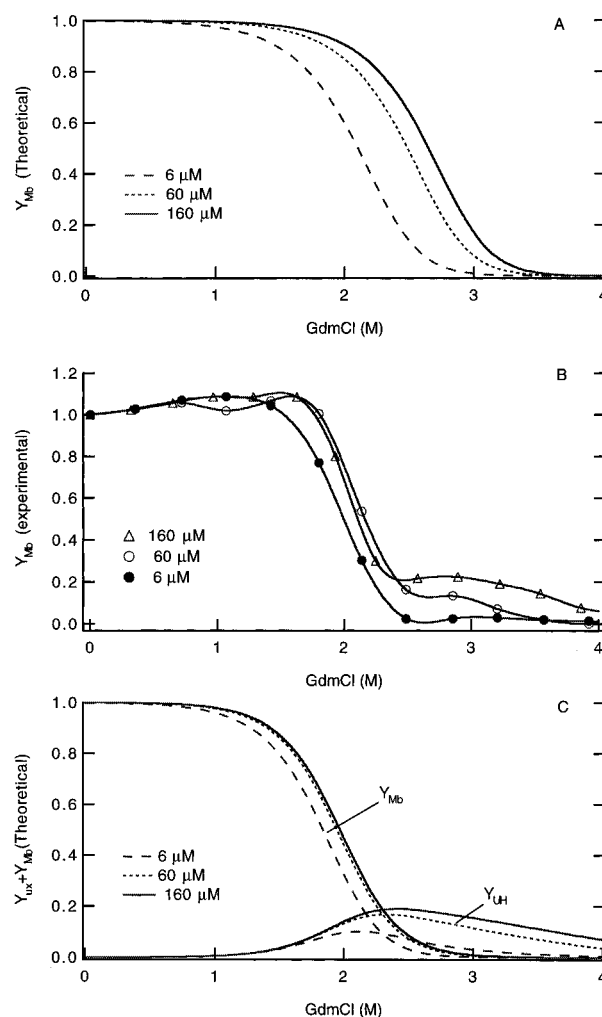 A
1.0
0.8
0.6
0.4
0.2
0.0
Y_Mb (Theoretical)
6 μM
60 μM
160 μM
0 1 2 3 4
GdmCl (M)
B
1.2
1.0
0.8
0.6
0.4
0.2
0.0
Y_Mb (experimental)
160 μM
60 μM
6 μM
0 1 2 3 4
GdmCl (M)
C
1.0
0.8
0.6
0.4
0.2
0.0
Y_ux+Y_Mb(Theoretical)
Y_Mb
6 μM
60 μM
160 μM
Y_UH
0 1 2 3 4
GdmCl (M)